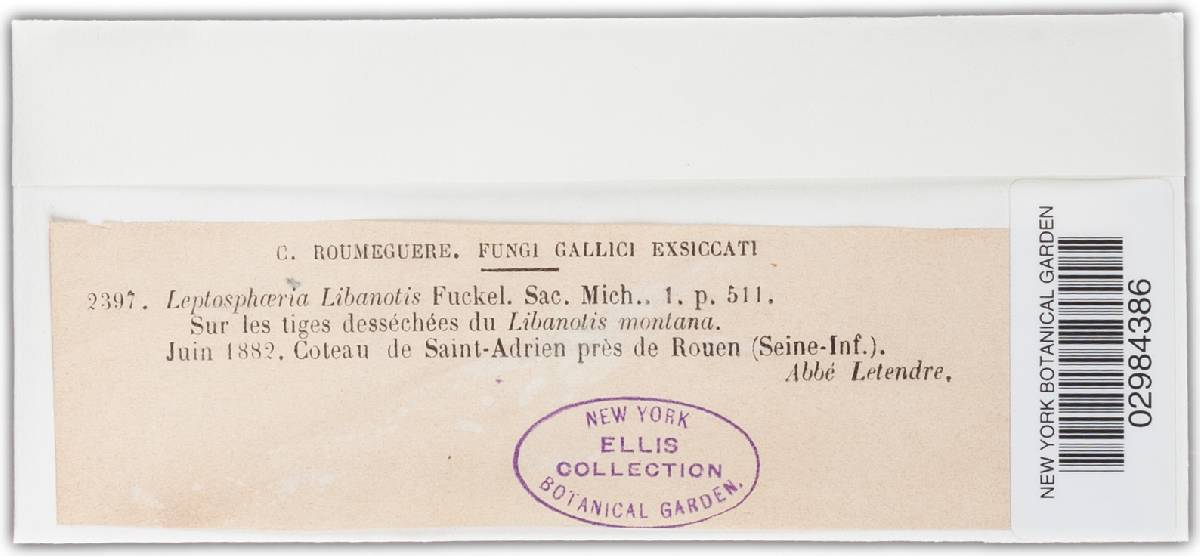 C. ROUMEGUERE. FUNGI GALLICI EXSICCATI
2397. Leptosphæria Libanotis Fuckel. Sac. Mich., 1. p. 511.
Sur les tiges desséchées du Libanotis montana.
Juin 1882. Coteau de Saint-Adrien près de Rouen (Seine-Inf.).
Abbé Letendre.
NEW YORK
ELLIS
COLLECTION
BOTANICAL GARDEN.
NEW YORK BOTANICAL GARDEN
02984386